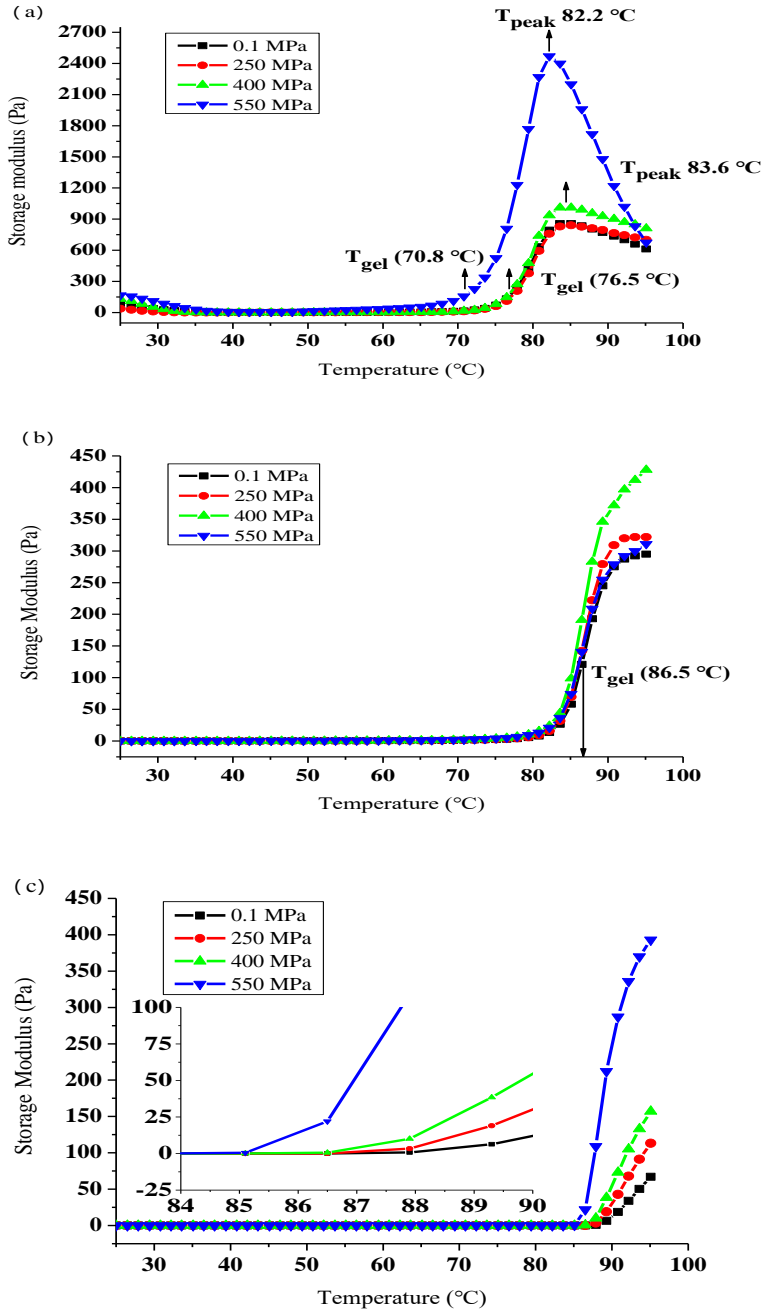 (a)
T_peak 82.2 °C
0.1 MPa
250 MPa
400 MPa
550 MPa
2700
2400
2100
1800
1500
1200
900
600
300
0
Storage modulus (Pa)
T_peak 83.6 °C
T_gel (70.8 °C)
T_gel (76.5 °C)
30 40 50 60 70 80 90 100
Temperature (°C)
(b)
0.1 MPa
250 MPa
400 MPa
550 MPa
450
400
350
300
250
200
150
100
50
0
Storage Modulus (Pa)
T_gel (86.5 °C)
30 40 50 60 70 80 90 100
Temperature (°C)
(c)
0.1 MPa
250 MPa
400 MPa
550 MPa
450
400
350
300
250
200
150
100
50
0
Storage Modulus (Pa)
100
75
50
25
0
-25
84 85 86 87 88 89 90
30 40 50 60 70 80 90 100
Temperature (°C)